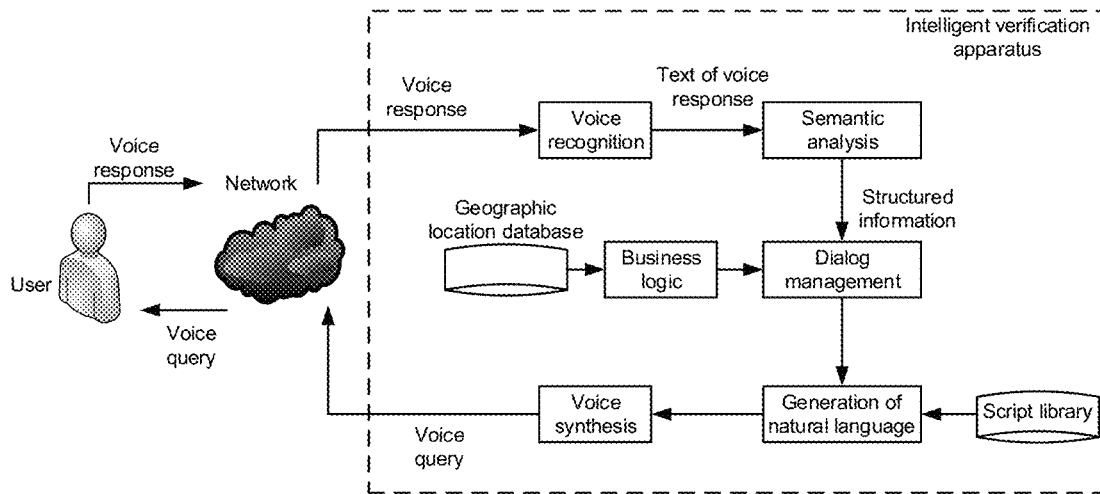 Intelligent verification
apparatus
Text of voice
response
Voice
response
Voice
recognition
Semantic
analysis
Voice
response
Network
Structured
information
Geographic
location database
Business
logic
Dialog
management
User
Voice
query
Voice
synthesis
Generation of
natural language
Script library
Voice
query